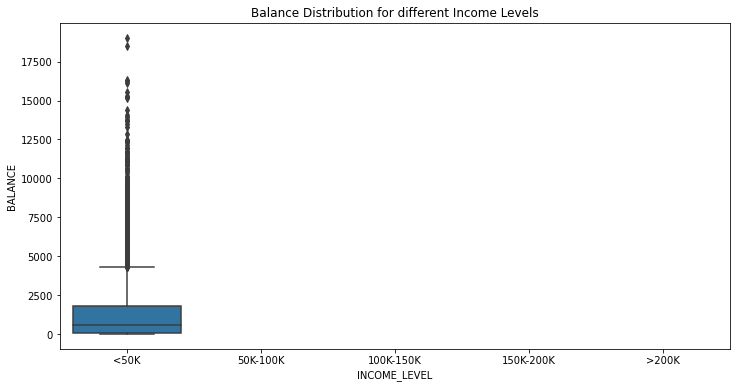 Balance Distribution for different Income Levels
17500
15000
12500
10000
7500
5000
2500
0
BALANCE
<50K
50K-100K
100K-150K
150K-200K
>200K
INCOME_LEVEL